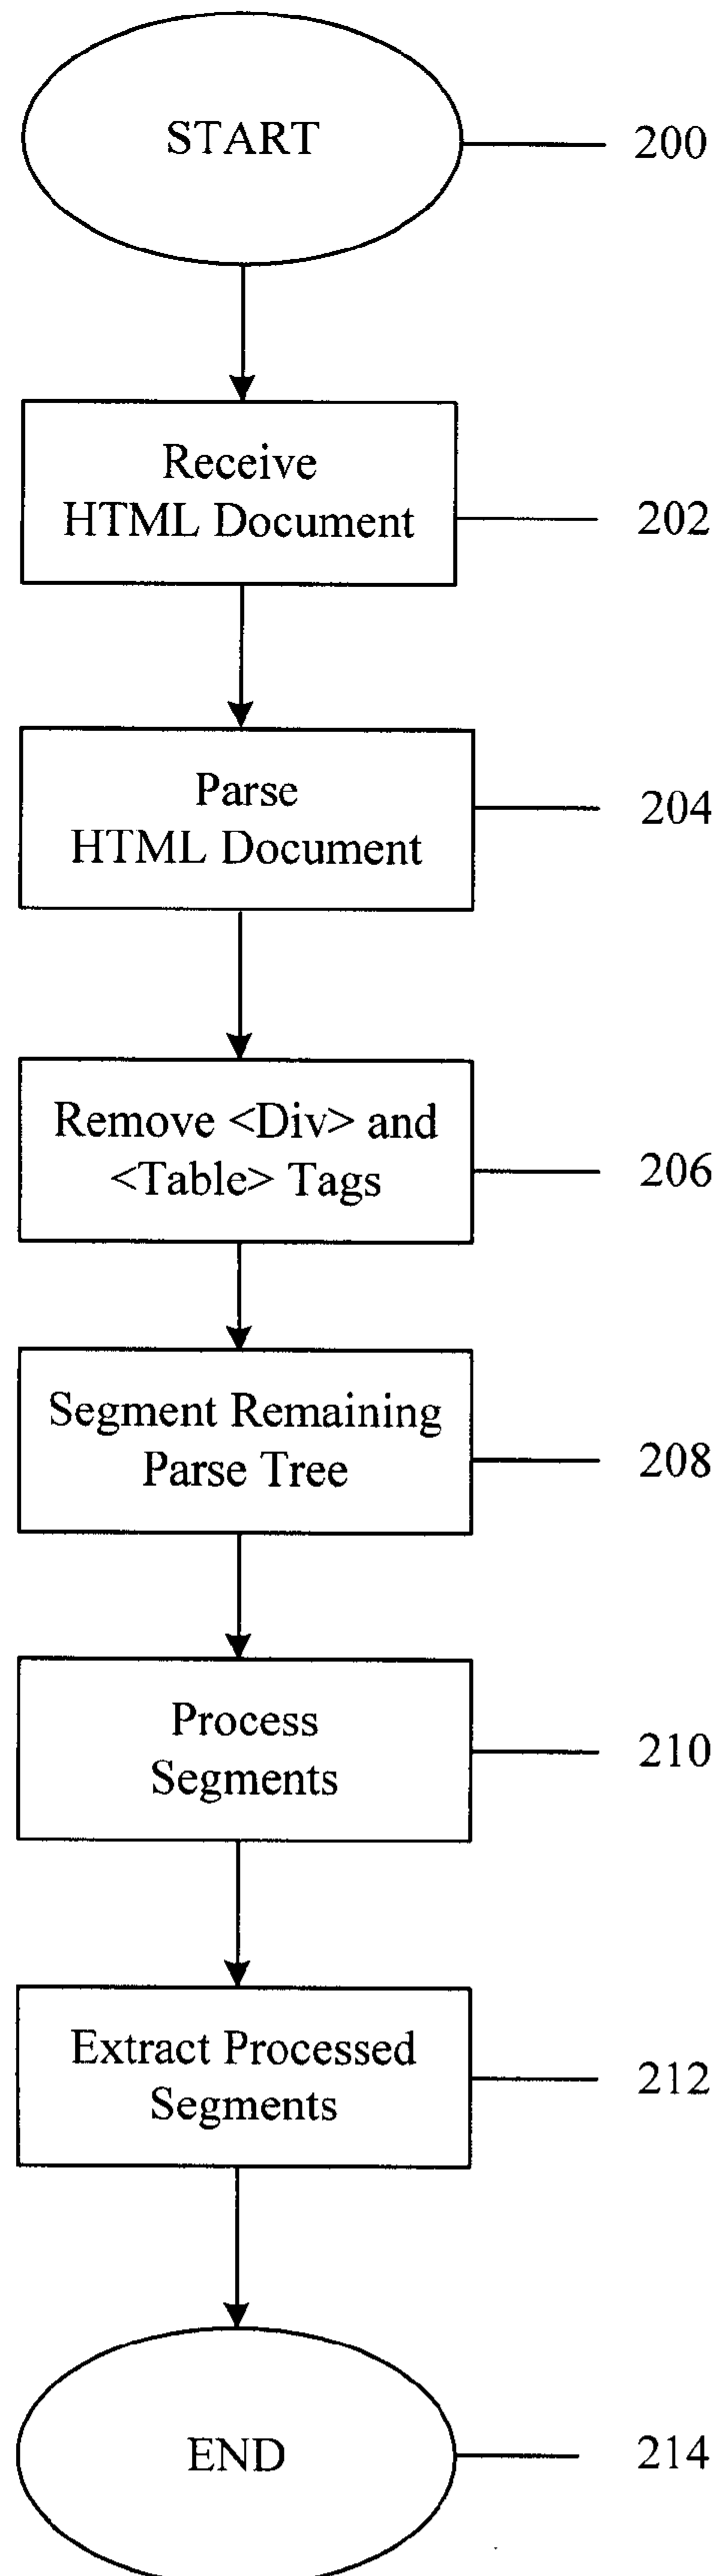 START
200
Receive
HTML Document
202
Parse
HTML Document
204
Remove <Div> and
<Table> Tags
206
Segment Remaining
Parse Tree
208
Process
Segments
210
Extract Processed
Segments
212
END
214